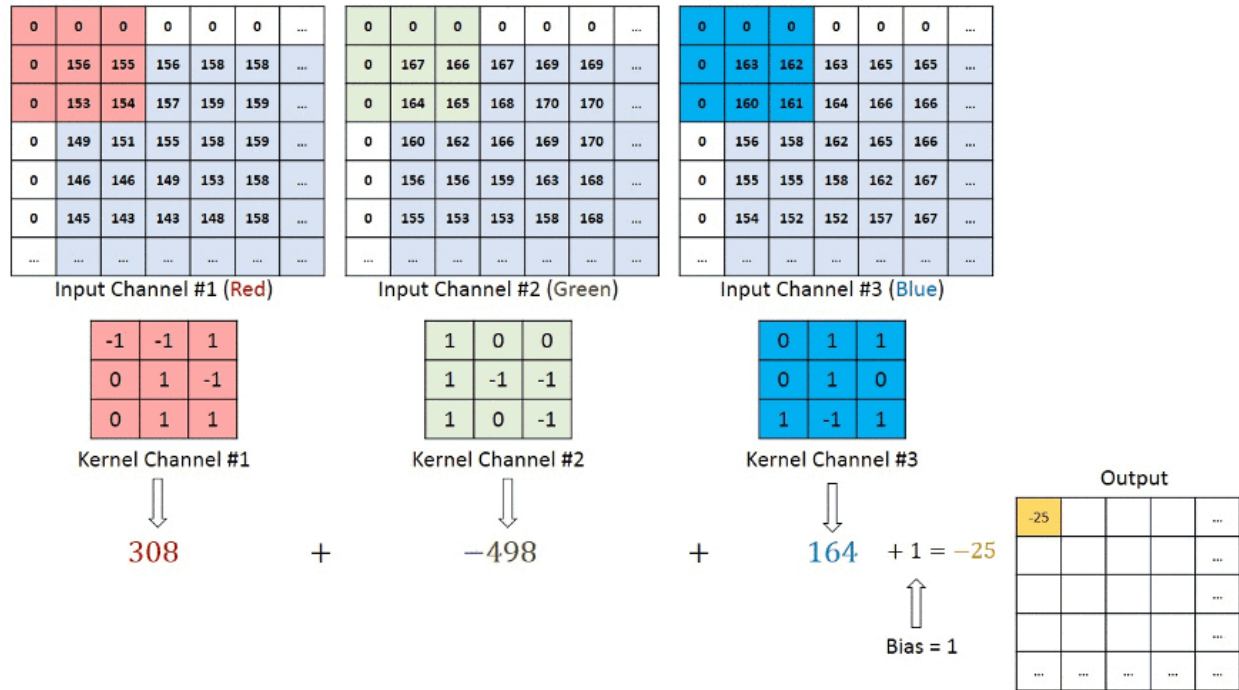 0 0 0 0 0 0 ... 0 0 0 0 0 0 ... 0 0 0 0 0 0 ...
0 156 155 156 158 158 ... 0 167 166 167 169 169 ... 0 163 162 163 165 165 ...
0 153 154 157 159 159 ... 0 164 165 168 170 170 ... 0 160 161 164 166 166 ...
0 149 151 155 158 159 ... 0 160 162 166 169 170 ... 0 156 158 162 165 166 ...
0 146 146 149 153 158 ... 0 156 156 159 163 168 ... 0 155 155 158 162 167 ...
0 145 143 143 148 158 ... 0 155 153 153 158 168 ... 0 154 152 152 157 167 ...
... ... ... ... ... ... ... ... ... ... ... ... ... ... ... ... ... ... ... ... ...
Input Channel #1 (Red) Input Channel #2 (Green) Input Channel #3 (Blue)
-1 -1 1 1 0 0 0 1 1
0 1 -1 1 -1 -1 0 1 0
0 1 1 1 0 -1 1 -1 1
Kernel Channel #1 Kernel Channel #2 Kernel Channel #3
308 + −498 + 164 + 1 = −25
Bias = 1
Output
-25 ...
...
...
...
... ... ... ... ...